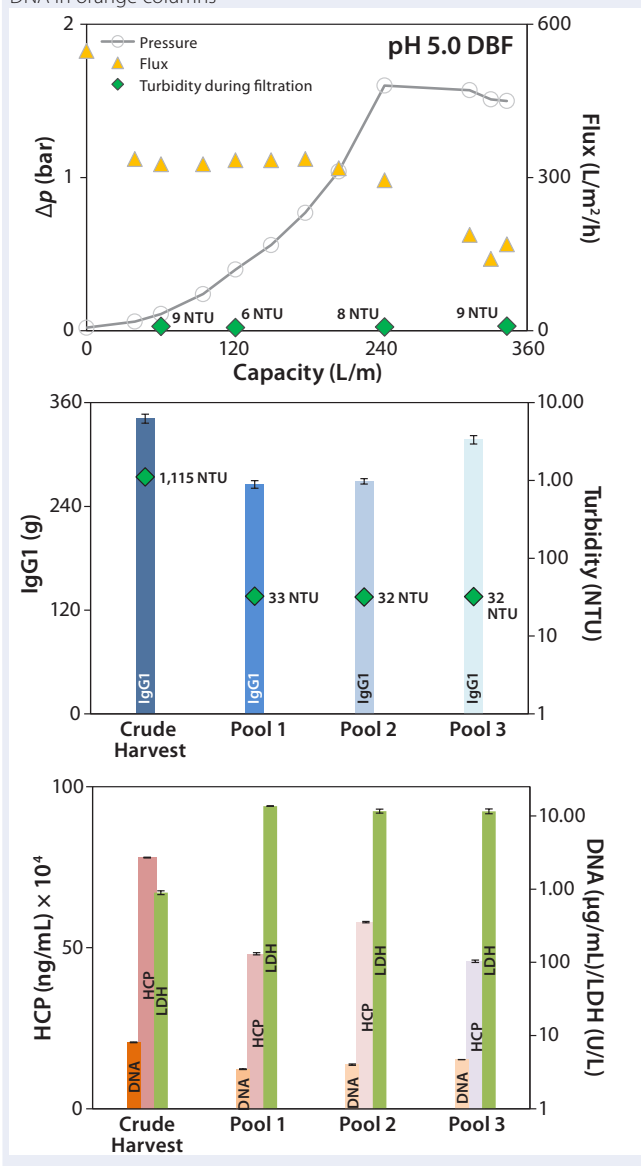 DNA in orange columns
2
600
pH 5.0 DBF
Pressure
Flux
Turbidity during filtration
Δp (bar)
Flux (L/m²/h)
1
300
9 NTU
6 NTU
8 NTU
9 NTU
0
0
0
120
240
360
Capacity (L/m)
360
10.00
1,115 NTU
1.00
240
IgG1 (g)
Turbidity (NTU)
100
33 NTU
32 NTU
32
NTU
120
10
IgG1
IgG1
IgG1
IgG1
0
1
Crude
Harvest
Pool 1
Pool 2
Pool 3
100
10.00
HCP (ng/mL) × 10⁴
DNA (μg/mL)/LDH (U/L)
1.00
50
100
10
DNA
HCP
LDH
DNA
HCP
LDH
DNA
HCP
LDH
DNA
HCP
LDH
0
1
Crude
Harvest
Pool 1
Pool 2
Pool 3